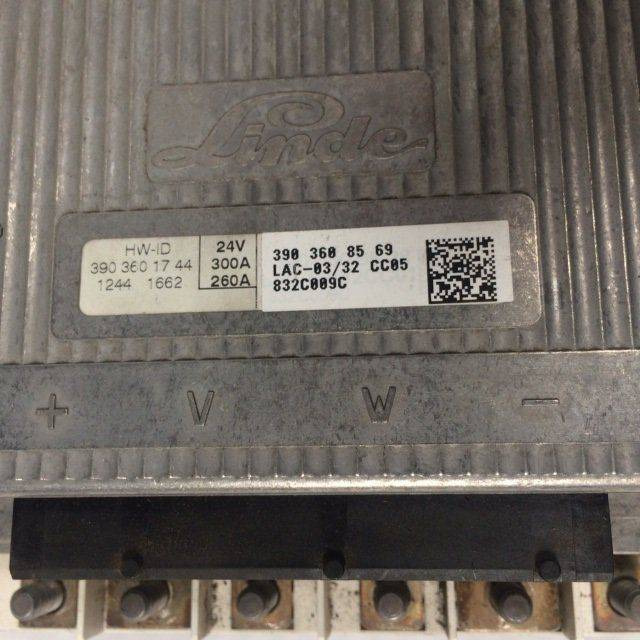 Linde
HW-ID
390 360 17 44
1244 1662
24V
300A
260A
390 360 85 69
LAC-03/32 CC05
832C009C
+ V W -